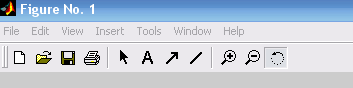 Figure No. 1
File Edit View Insert Tools Window Help
A